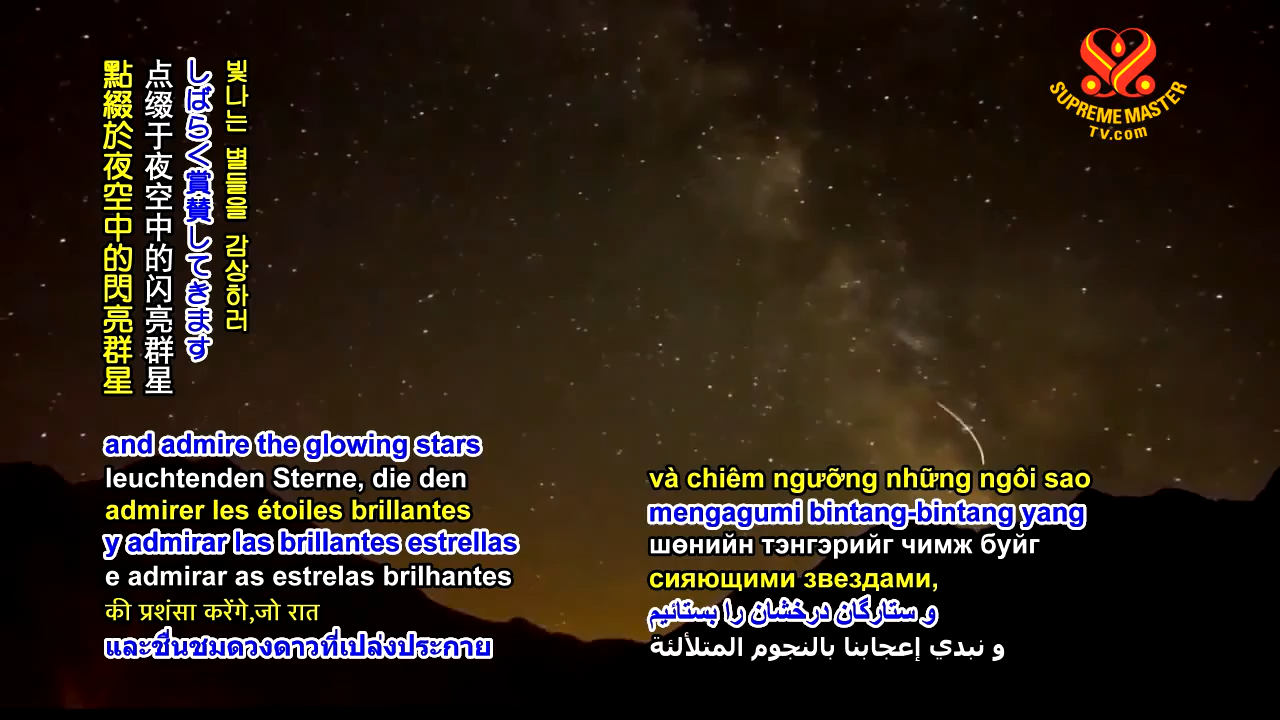 點綴於夜空中的閃亮群星
点缀于夜空中的闪亮群星
しばらく賞賛してきます
빛나는 별들을 감상하러
SUPREME MASTER
TV.com
and admire the glowing stars
leuchtenden Sterne, die den
admirer les étoiles brillantes
y admirar las brillantes estrellas
e admirar as estrelas brilhantes
की प्रशंसा करेंगे,जो रात
และชื่นชมดวงดาวที่เปล่งประกาย
và chiêm ngưỡng những ngôi sao
mengagumi bintang-bintang yang
шөнийн тэнгэрийг чимж буйг
сияющими звездами,
و ستارگان درخشان را بستائیم
و نبدي إعجابنا بالنجوم المتلألئة